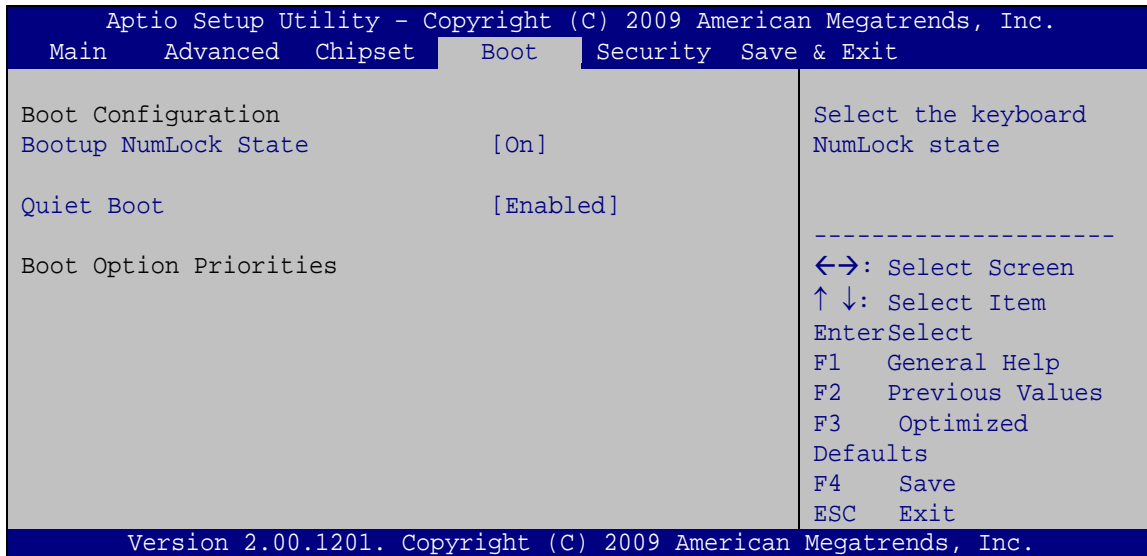 Aptio Setup Utility – Copyright (C) 2009 American Megatrends, Inc.
Main Advanced Chipset Boot Security Save & Exit
Boot Configuration
Bootup NumLock State [On]
Quiet Boot [Enabled]
Boot Option Priorities
Select the keyboard
NumLock state
---------------------
←→: Select Screen
↑ ↓: Select Item
EnterSelect
F1 General Help
F2 Previous Values
F3 Optimized
Defaults
F4 Save
ESC Exit
Version 2.00.1201. Copyright (C) 2009 American Megatrends, Inc.